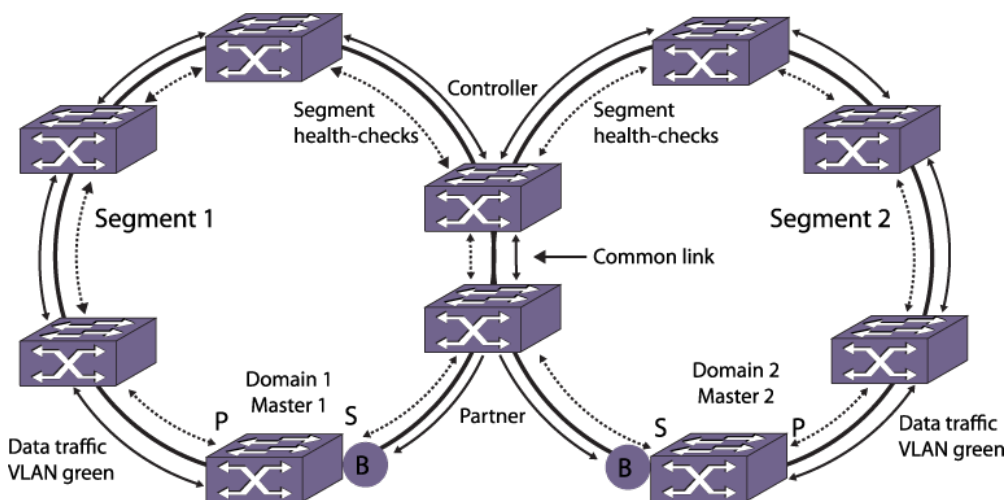 Controller
Segment
health-checks
Segment
health-checks
Segment 1
Segment 2
Common link
Domain 1
Master 1
Domain 2
Master 2
P
S
Partner
S
P
Data traffic
VLAN green
B
B
Data traffic
VLAN green